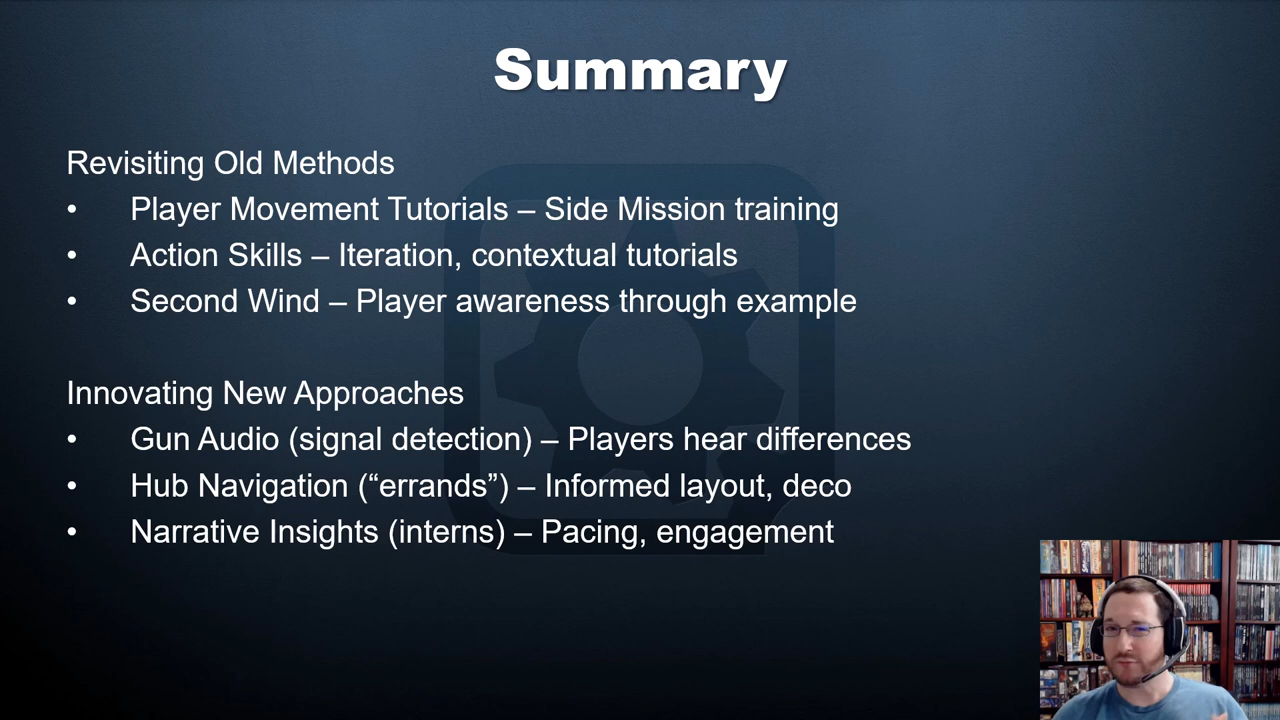 Summary
Revisiting Old Methods
• Player Movement Tutorials – Side Mission training
• Action Skills – Iteration, contextual tutorials
• Second Wind – Player awareness through example
Innovating New Approaches
• Gun Audio (signal detection) – Players hear differences
• Hub Navigation (“errands”) – Informed layout, deco
• Narrative Insights (interns) – Pacing, engagement